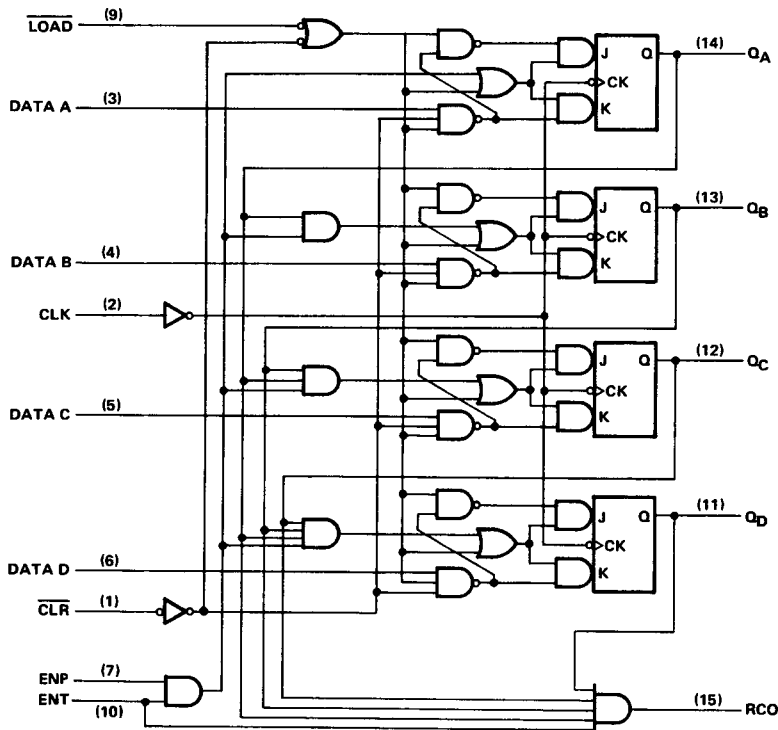 LOAD (9)
J Q (14) QA
CK
DATA A (3)
K
J Q (13) QB
CK
DATA B (4)
K
CLK (2)
J Q (12) QC
CK
DATA C (5)
K
J Q (11) QD
CK
DATA D (6)
K
CLR (1)
ENP (7)
ENT
(10)
(15) RCO